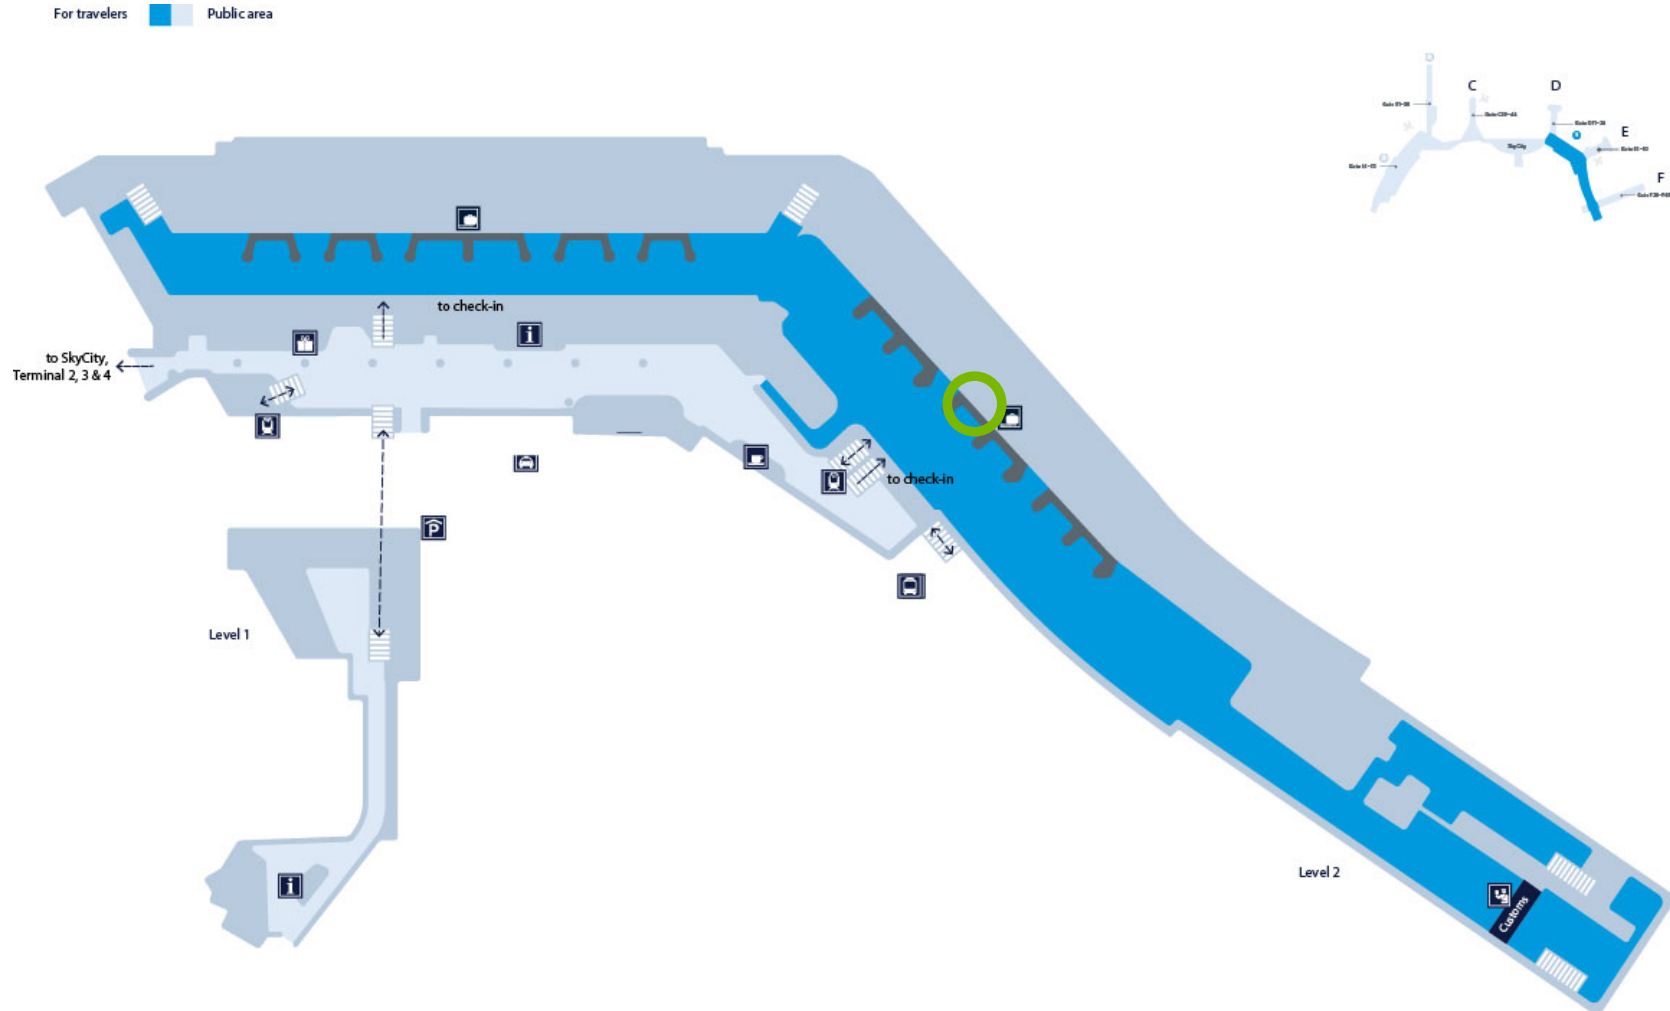 For travelers
Public area
C
D
E
F
SkyCity
to check-in
to SkyCity,
Terminal 2, 3 & 4
to check-in
P
Level 1
Level 2
Customs
i
i